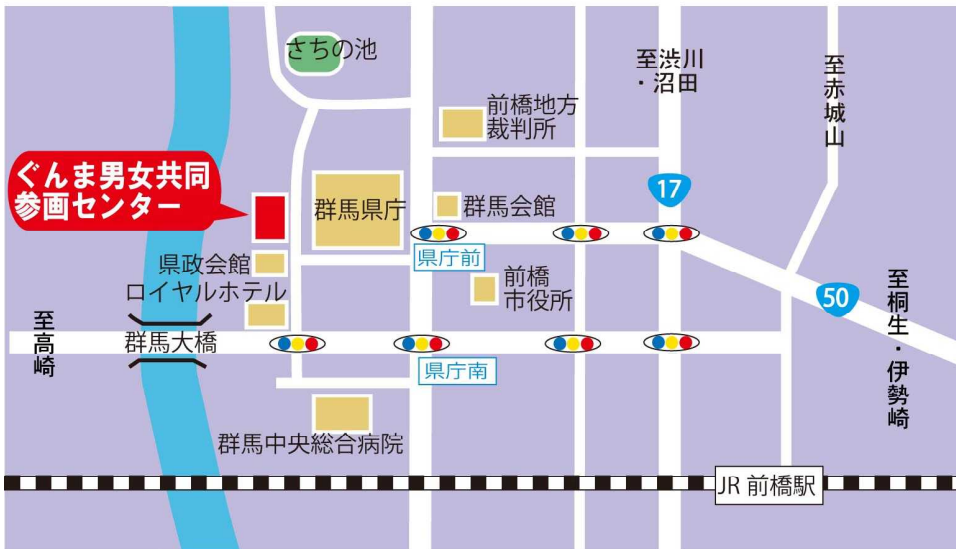 さちの池
前橋地方
裁判所
至渋川
・沼田
至赤城山
ぐんま男女共同
参画センター
群馬県庁
群馬会館
17
県庁前
県政会館
ロイヤルホテル
前橋
市役所
50
至高崎
群馬大橋
県庁南
至桐生・伊勢崎
群馬中央総合病院
JR 前橋駅